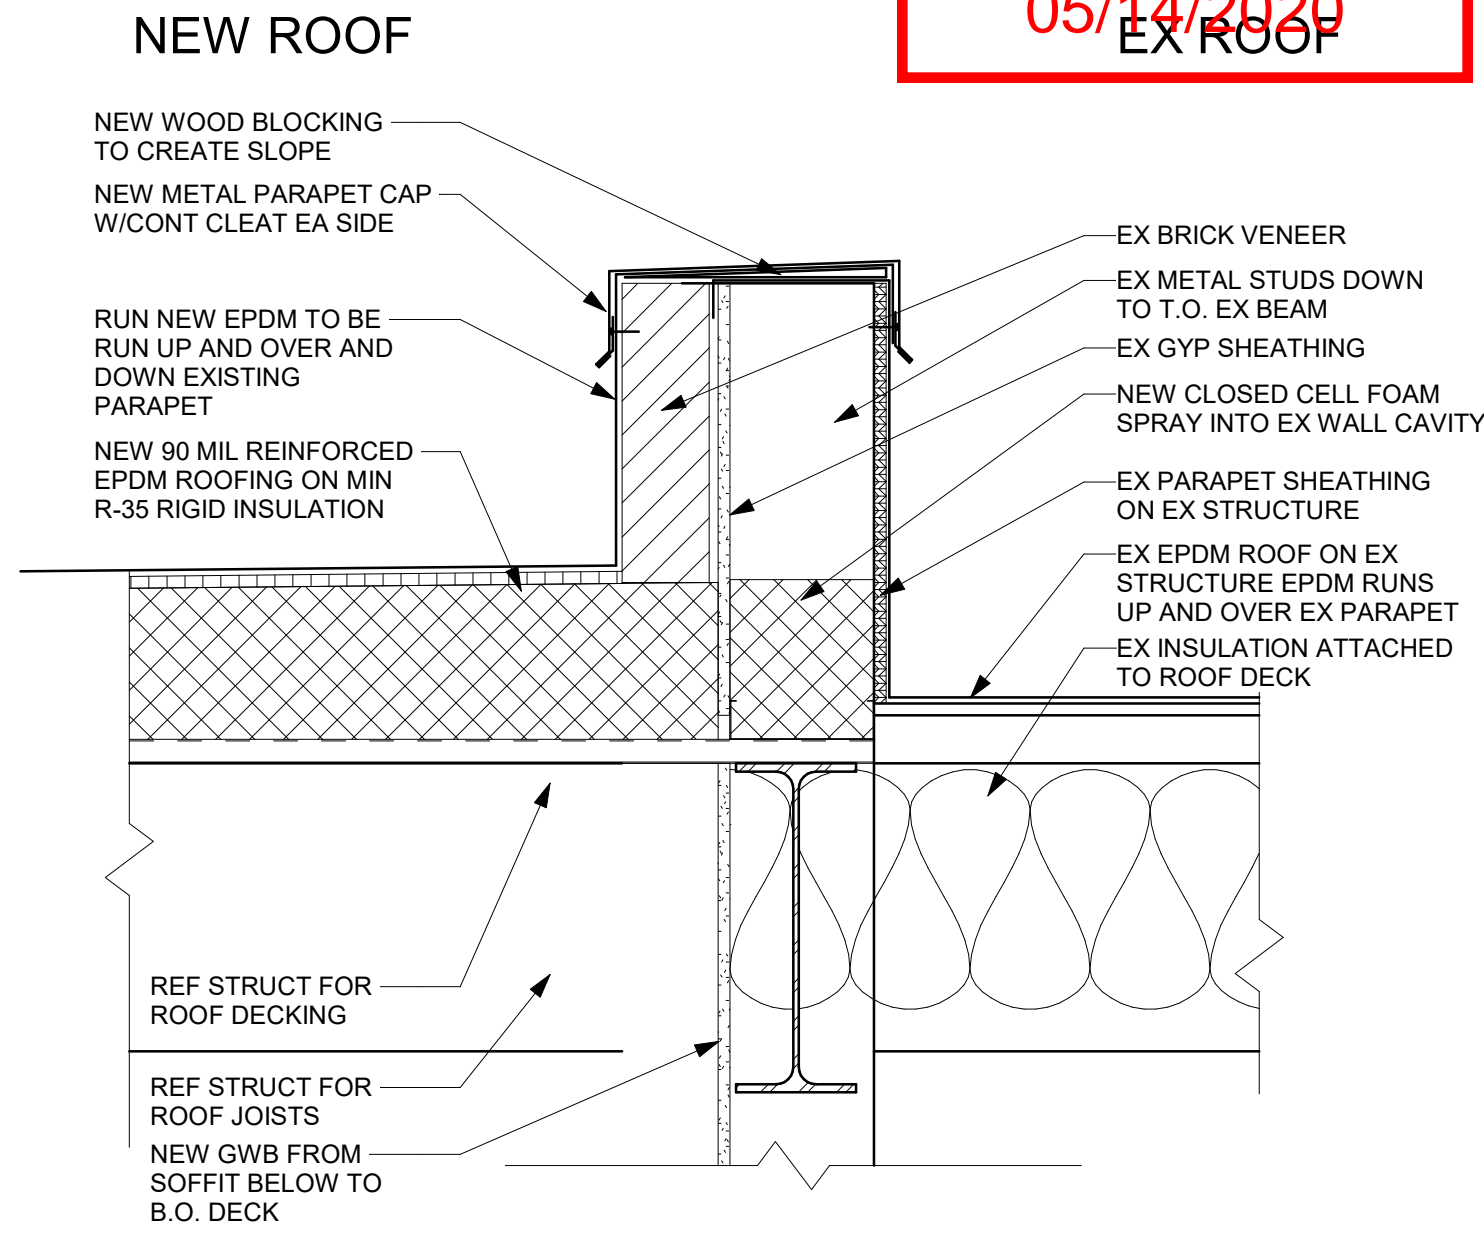 NEW ROOF
05/14/2020
EX ROOF
NEW WOOD BLOCKING
TO CREATE SLOPE
NEW METAL PARAPET CAP
W/CONT CLEAT EA SIDE
RUN NEW EPDM TO BE
RUN UP AND OVER AND
DOWN EXISTING
PARAPET
NEW 90 MIL REINFORCED
EPDM ROOFING ON MIN
R-35 RIGID INSULATION
EX BRICK VENEER
EX METAL STUDS DOWN
TO T.O. EX BEAM
EX GYP SHEATHING
NEW CLOSED CELL FOAM
SPRAY INTO EX WALL CAVITY
EX PARAPET SHEATHING
ON EX STRUCTURE
EX EPDM ROOF ON EX
STRUCTURE EPDM RUNS
UP AND OVER EX PARAPET
EX INSULATION ATTACHED
TO ROOF DECK
REF STRUCT FOR
ROOF DECKING
REF STRUCT FOR
ROOF JOISTS
NEW GWB FROM
SOFFIT BELOW TO
B.O. DECK